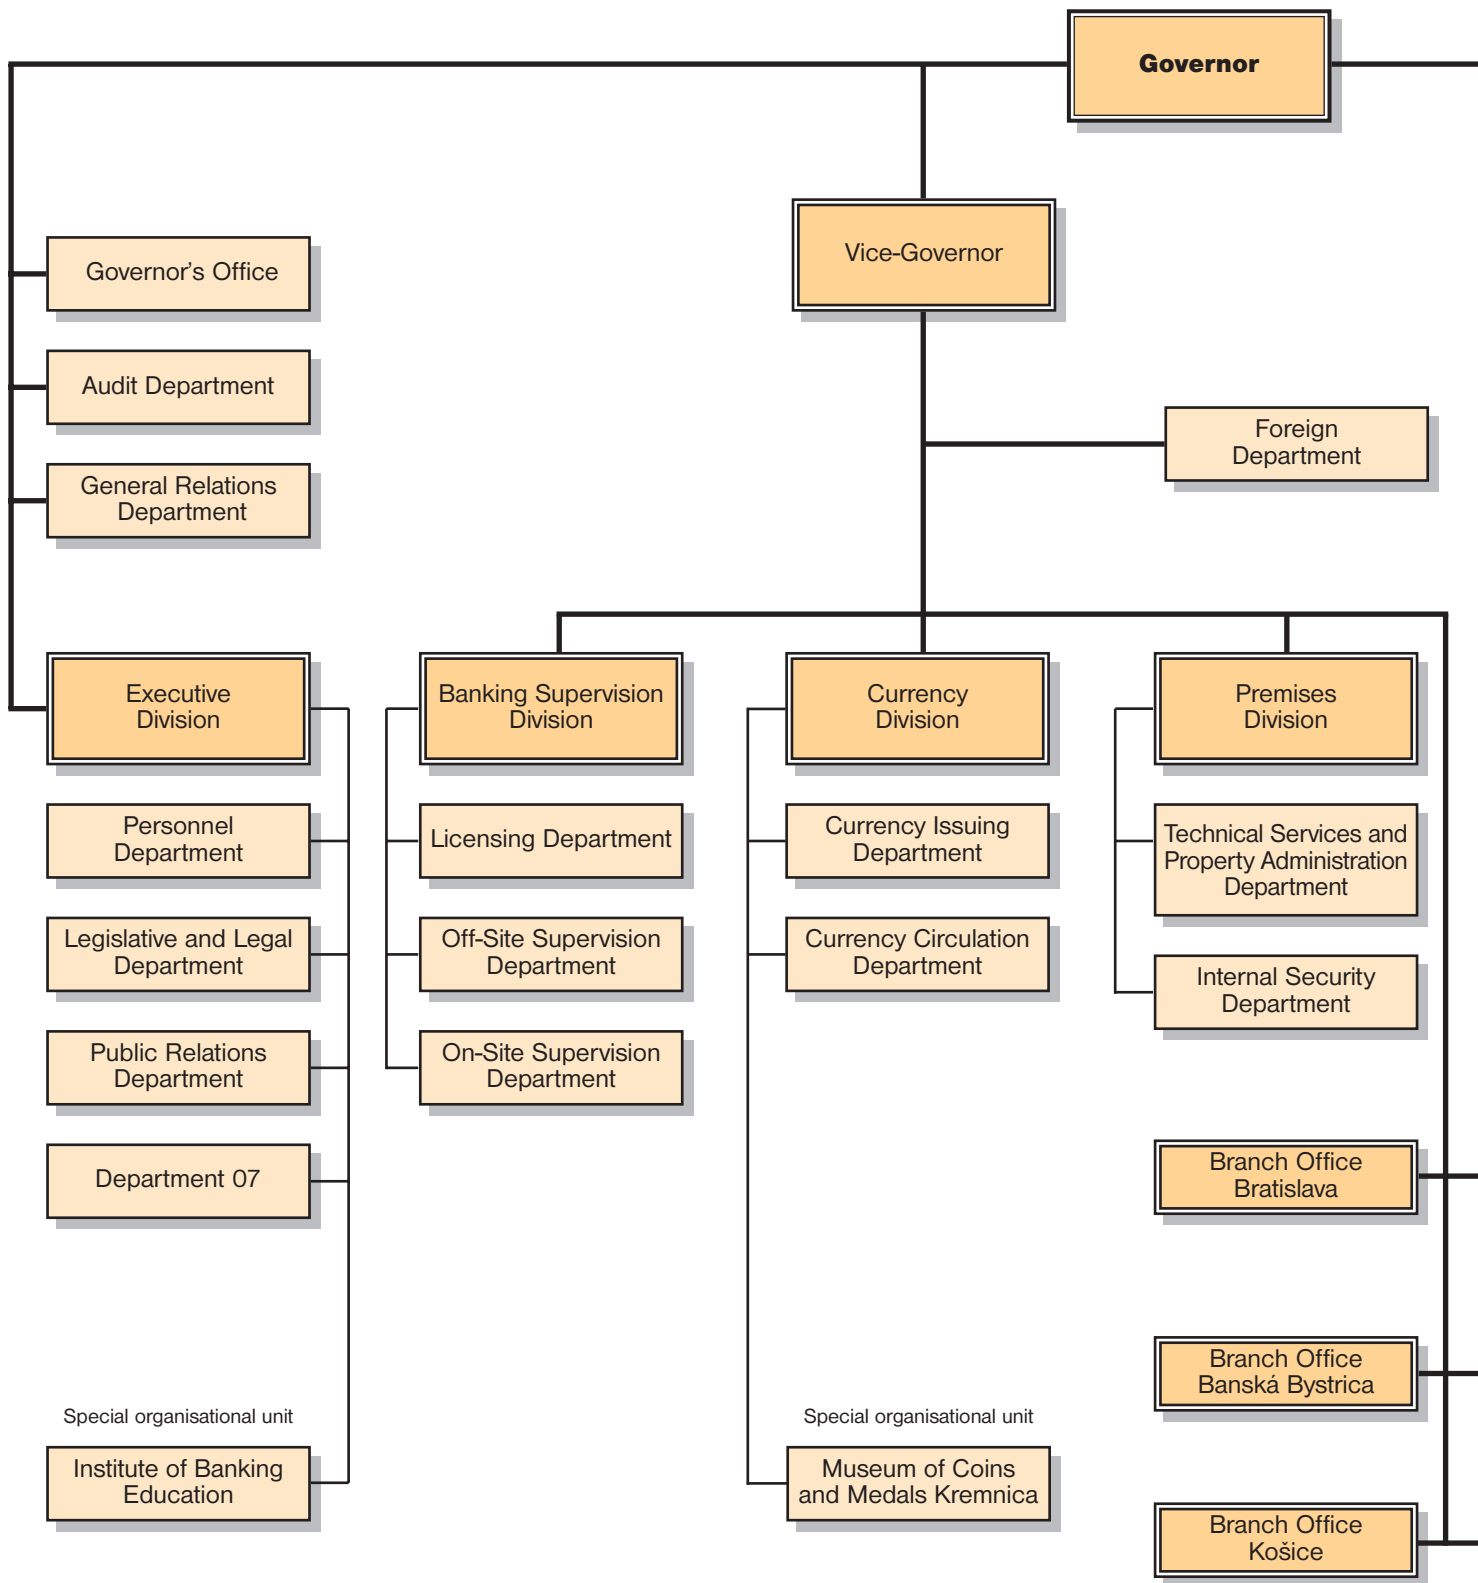 Governor
Vice-Governor
Governor’s Office
Audit Department
General Relations
Department
Foreign
Department
Executive
Division
Personnel
Department
Legislative and Legal
Department
Public Relations
Department
Department 07
Special organisational unit
Institute of Banking
Education
Banking Supervision
Division
Licensing Department
Off-Site Supervision
Department
On-Site Supervision
Department
Currency
Division
Currency Issuing
Department
Currency Circulation
Department
Special organisational unit
Museum of Coins
and Medals Kremnica
Premises
Division
Technical Services and
Property Administration
Department
Internal Security
Department
Branch Office
Bratislava
Branch Office
Banská Bystrica
Branch Office
Košice